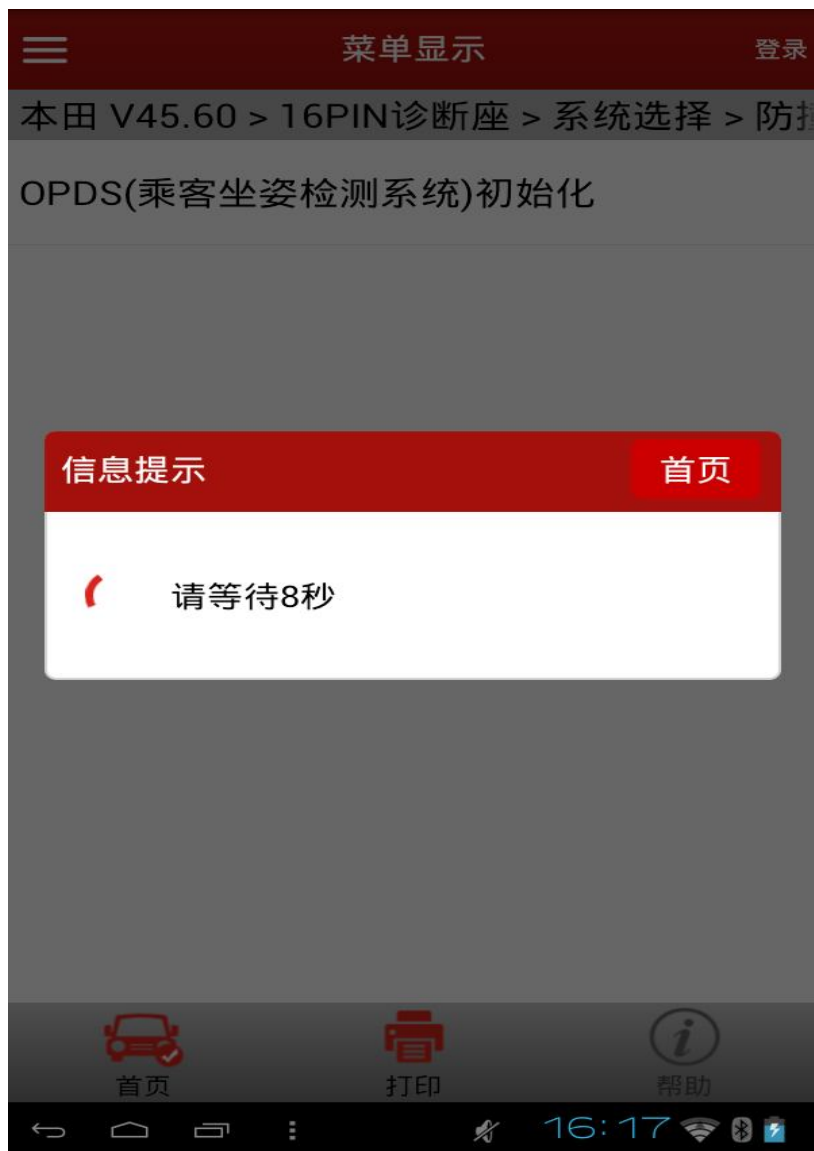 菜单显示 登录
本田 V45.60 > 16PIN诊断座 > 系统选择 > 防
OPDS(乘客坐姿检测系统)初始化
信息提示 首页
请等待8秒
首页 打印 帮助
16:17